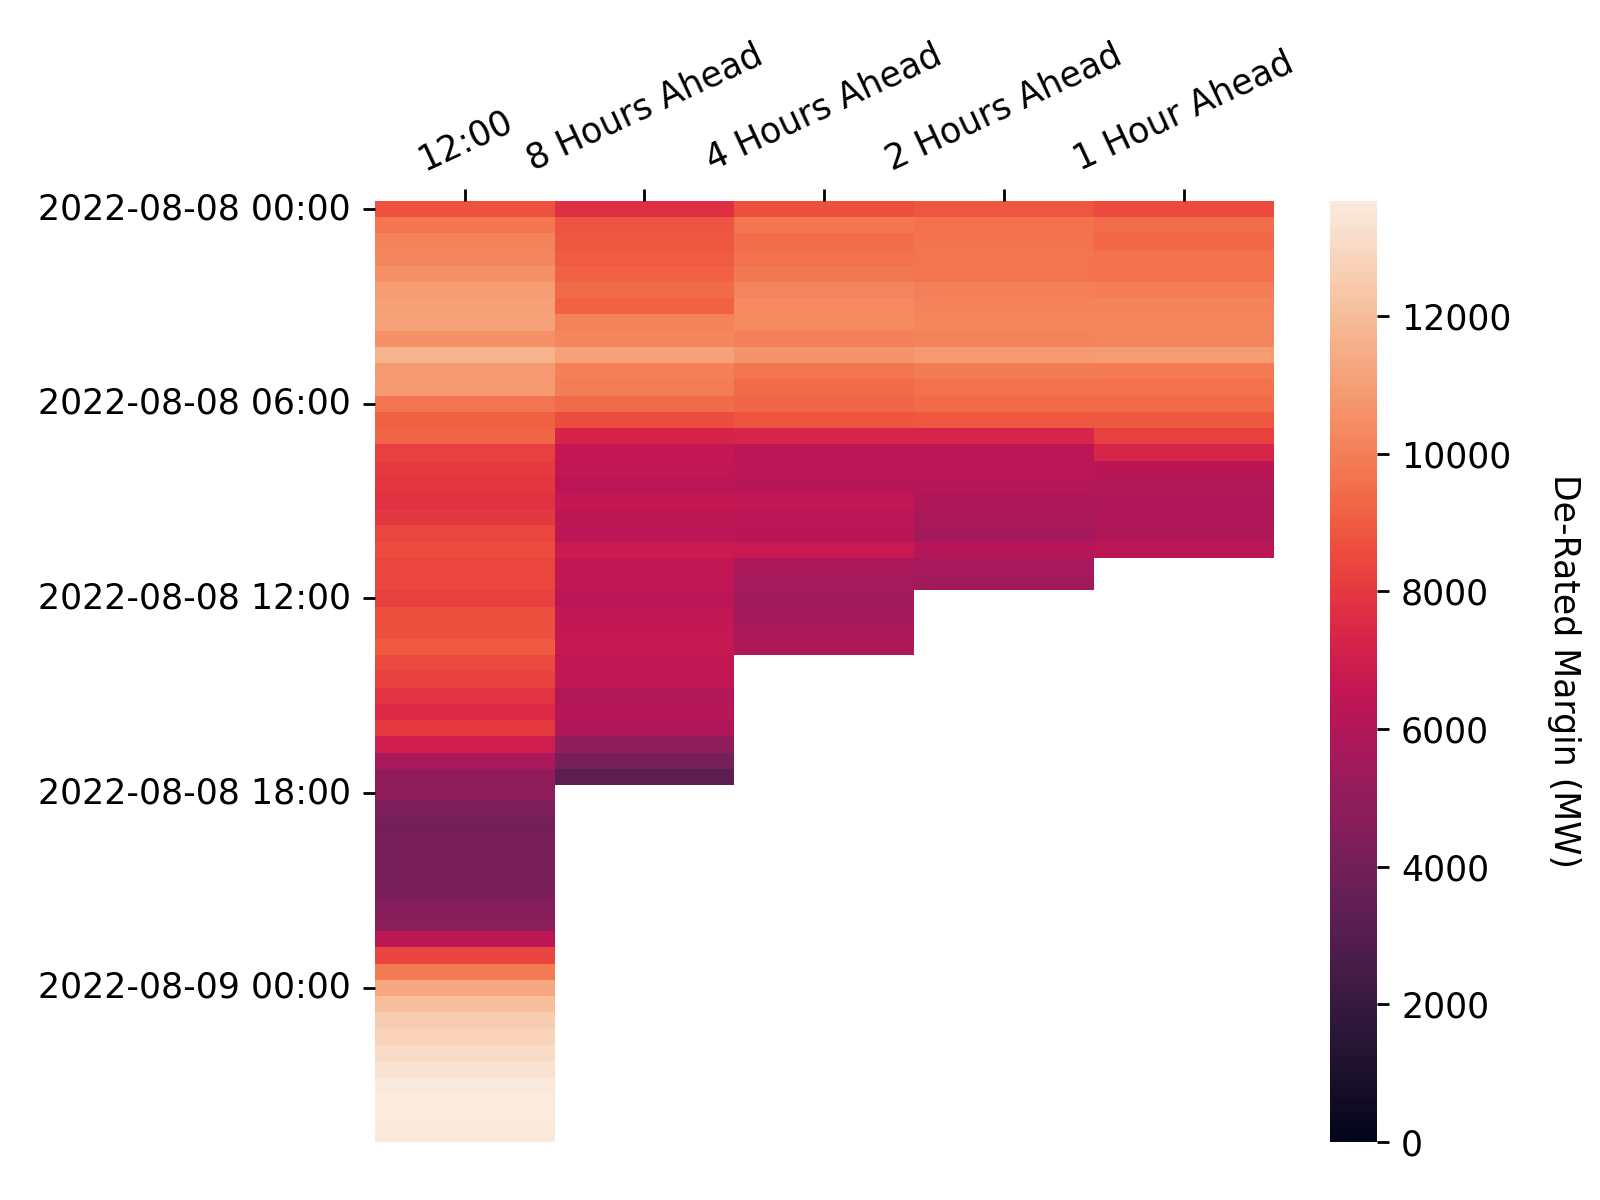 12:00
8 Hours Ahead
4 Hours Ahead
2 Hours Ahead
1 Hour Ahead
2022-08-08 00:00
2022-08-08 06:00
2022-08-08 12:00
2022-08-08 18:00
2022-08-09 00:00
12000
10000
8000
6000
4000
2000
0
De-Rated Margin (MW)